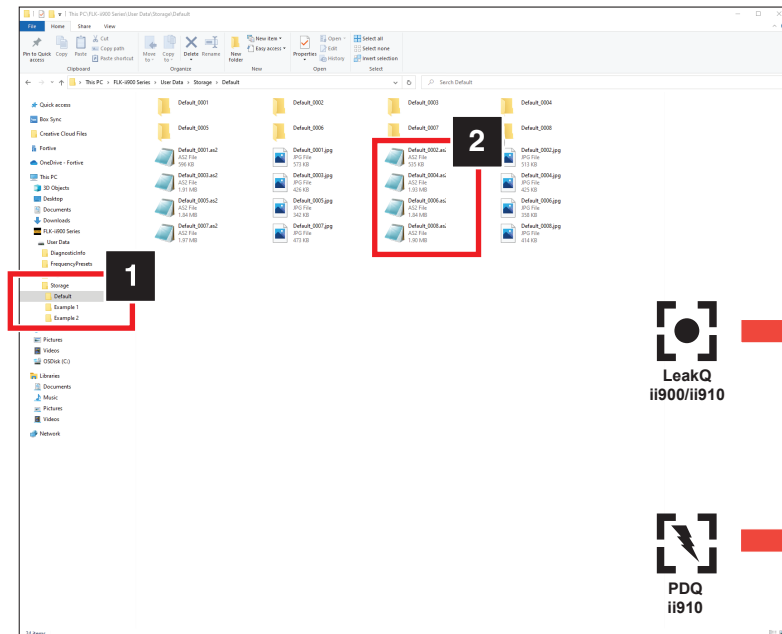 This PC\FLK-ii900 Series\User Data\Storage\Default
File Home Share View
Pin to Quick access
Copy
Paste
Cut
Copy path
Paste shortcut
Clipboard
Move to
Copy to
Delete
Rename
Organize
New folder
New item
Easy access
New
Properties
Open
Edit
History
Open
Select all
Select none
Invert selection
Select
This PC > FLK-ii900 Series > User Data > Storage > Default
Serch Default
Quick access
Box Sync
Creative Cloud Files
Fortive
OneDrive - Fortive
This PC
3D Objects
Desktop
Documents
Downloads
FLK-ii900 Series
User Data
DiagnosticInfo
FrequencyPresets
Storage
Default
Example 1
Example 2
Pictures
Videos
OSDisk (C:)
Libraries
Documents
Music
Pictures
Videos
Network
1
Default_0001
Default_0002
Default_0003
Default_0004
Default_0005
Default_0006
Default_0007
Default_0008
Default_0001.as2
AS2 File
596 KB
Default_0001.jpg
JPG File
573 KB
Default_0002.as2
AS2 File
535 KB
Default_0002.jpg
JPG File
513 KB
Default_0003.as2
AS2 File
1.91 MB
Default_0003.jpg
JPG File
426 KB
Default_0004.as2
AS2 File
1.93 MB
Default_0004.jpg
JPG File
425 KB
Default_0005.as2
AS2 File
1.84 MB
Default_0005.jpg
JPG File
342 KB
Default_0006.as2
AS2 File
1.84 MB
Default_0006.jpg
JPG File
358 KB
Default_0007.as2
AS2 File
1.97 MB
Default_0007.jpg
JPG File
473 KB
Default_0008.as2
AS2 File
1.90 MB
Default_0008.jpg
JPG File
414 KB
2
LeakQ
ii900/ii910
PDQ
ii910
24 items